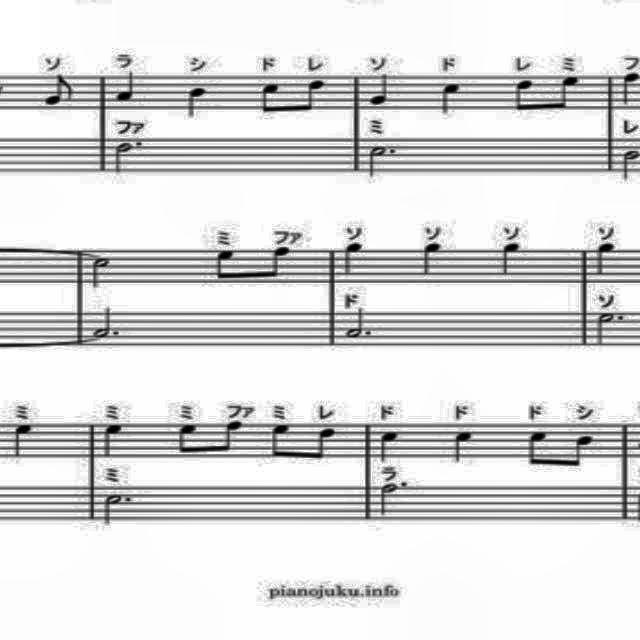 ソ ラ シ ド レ ソ ド レ ミ フ
ファ ミ レ
ミ ファ ソ ソ ソ ソ
ド ソ
ミ ミ ミ ファ ミ レ ド ド ド シ
ミ ラ
pianojuku.info